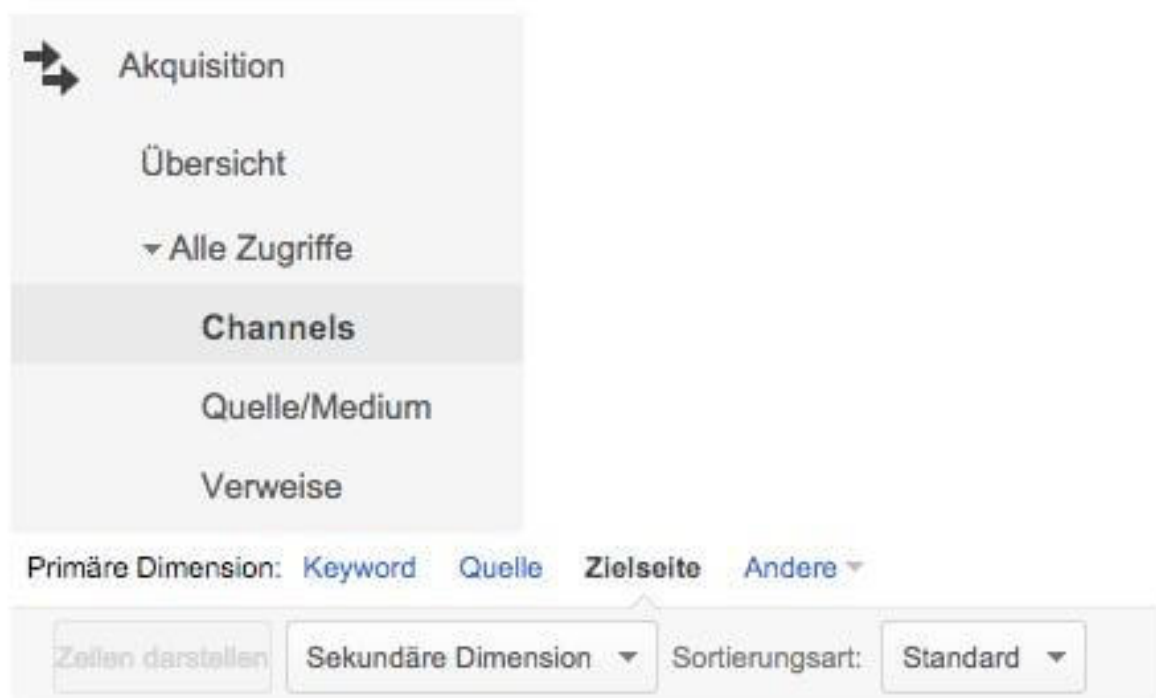 Akquisition
Übersicht
Alle Zugriffe
Channels
Quelle/Medium
Verweise
Primäre Dimension: Keyword Quelle Zielseite Andere
Zeilen darstellen Sekundäre Dimension Sortierungsart: Standard